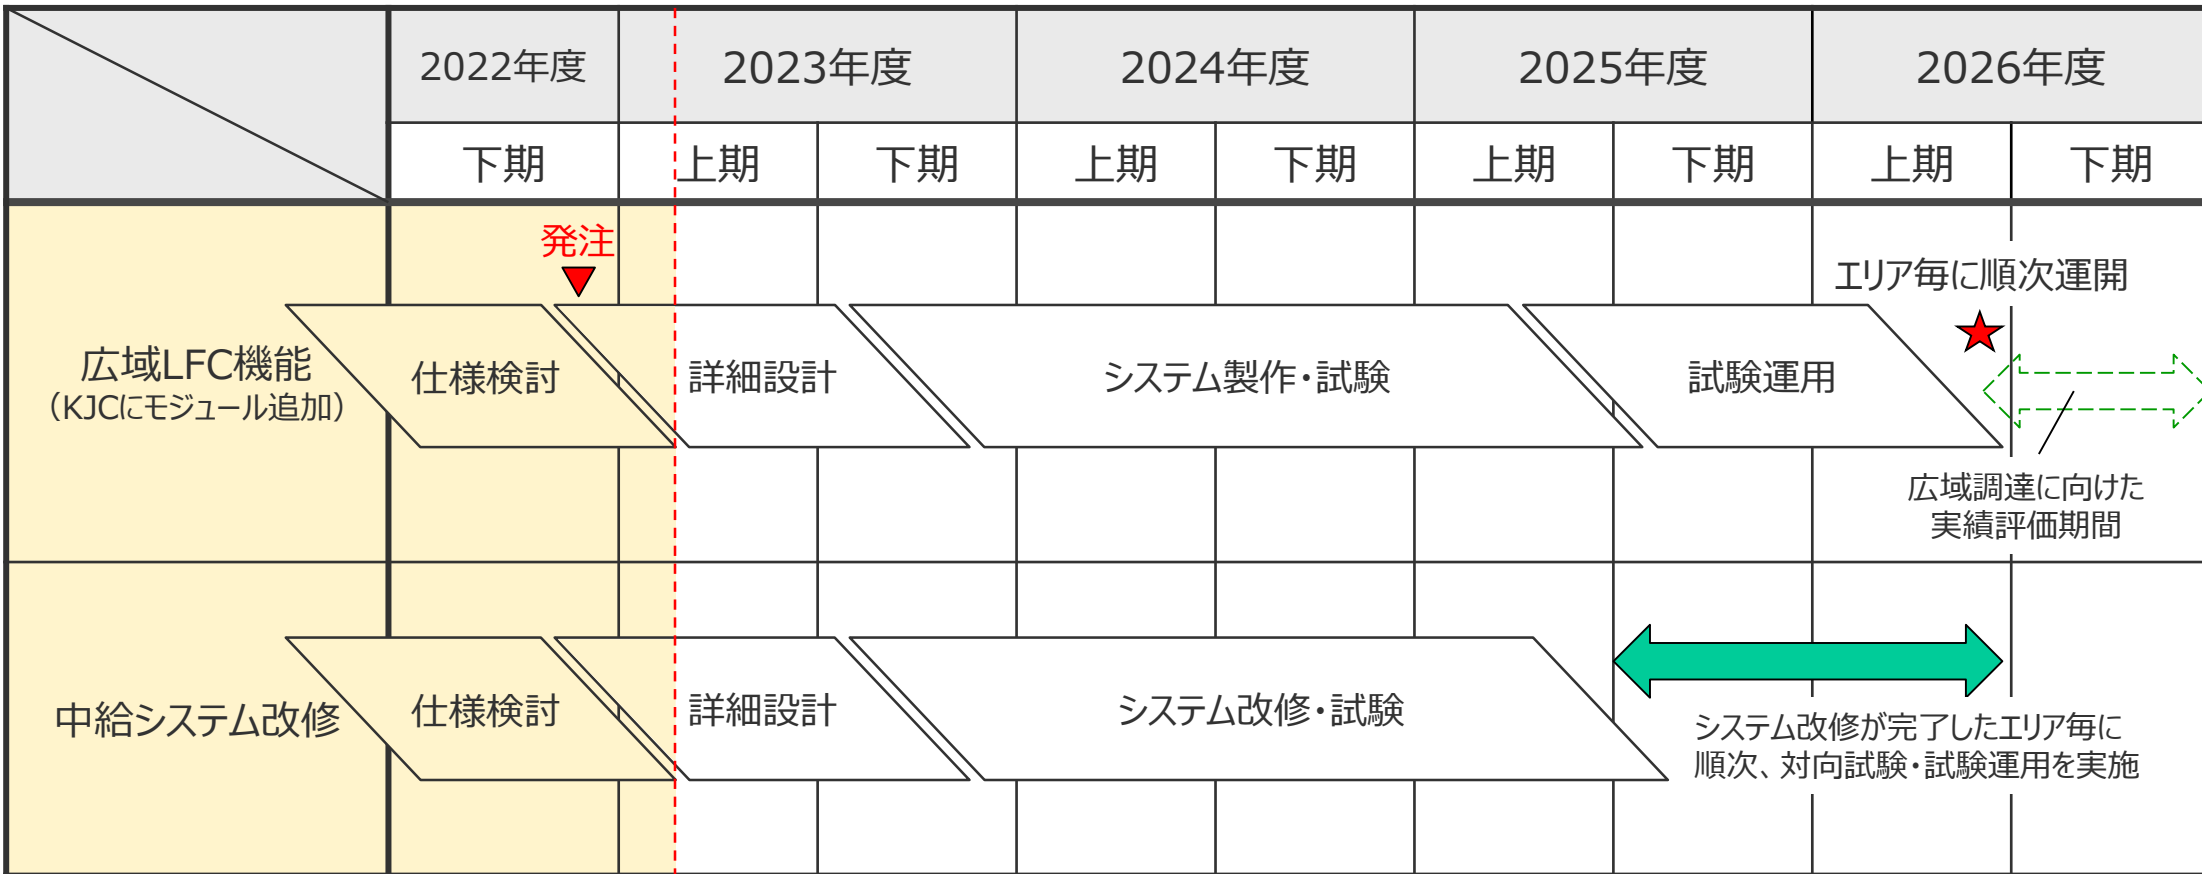 2022年度
2023年度
2024年度
2025年度
2026年度
下期
上期
下期
上期
下期
上期
下期
上期
下期
発注
エリア毎に順次運開
広域LFC機能
（KJCにモジュール追加）
仕様検討
詳細設計
システム製作・試験
試験運用
広域調達に向けた
実績評価期間
中給システム改修
仕様検討
詳細設計
システム改修・試験
システム改修が完了したエリア毎に
順次、対向試験・試験運用を実施